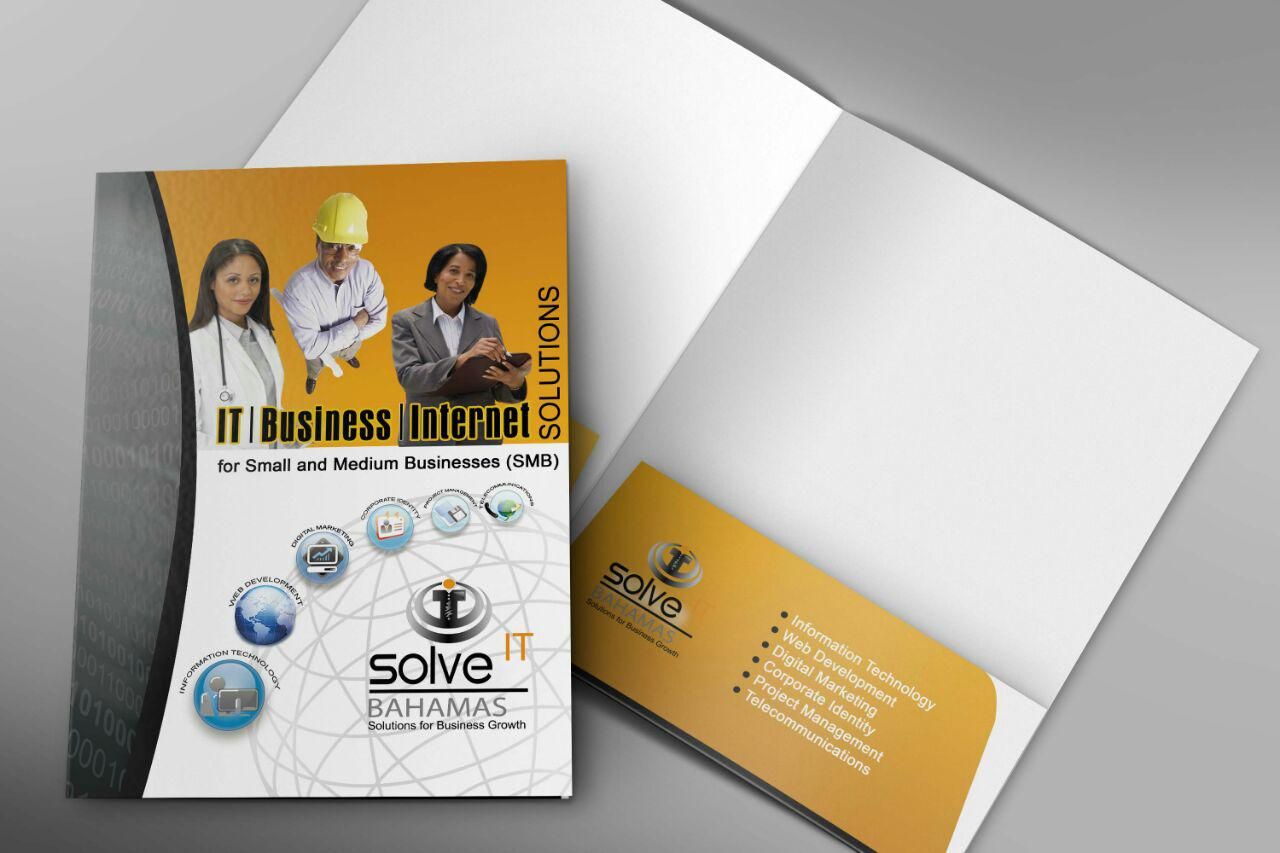 IT | Business | Internet
SOLUTIONS
for Small and Medium Businesses (SMB)
TELECOMMUNICATIONS
PROJECT MANAGEMENT
CORPORATE IDENTITY
DIGITAL MARKETING
WEB DEVELOPMENT
INFORMATION TECHNOLOGY
solve IT
BAHAMAS
Solutions for Business Growth
solve IT
BAHAMAS
Solutions for Business Growth
• Information Technology
• Web Development
• Digital Marketing
• Corporate Identity
• Project Management
• Telecommunications